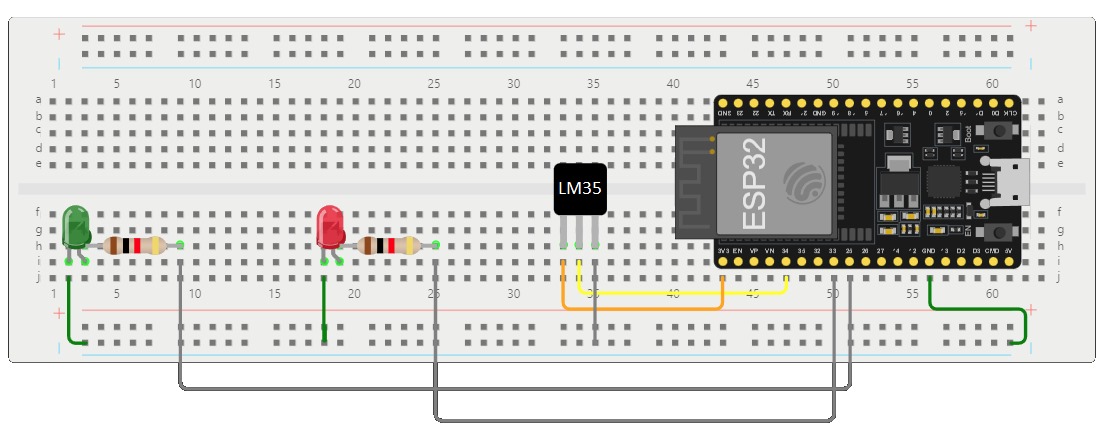 + +
1 5 10 15 20 25 30 35 40 45 50 55 60
a a
b b
c c
d d
e e
GND 23 22 TX RX 21 GND 19 18 5 17 16 4 0 2 15 D1 D0 CLK
Boot
LM35
ESP32
f f
g g
h h
i i
j j
EN
3V3 EN VP VN 34 35 32 33 25 26 27 14 12 GND 13 D2 D3 CMD 5V
1 5 10 15 20 25 30 35 40 45 50 55 60
+ +